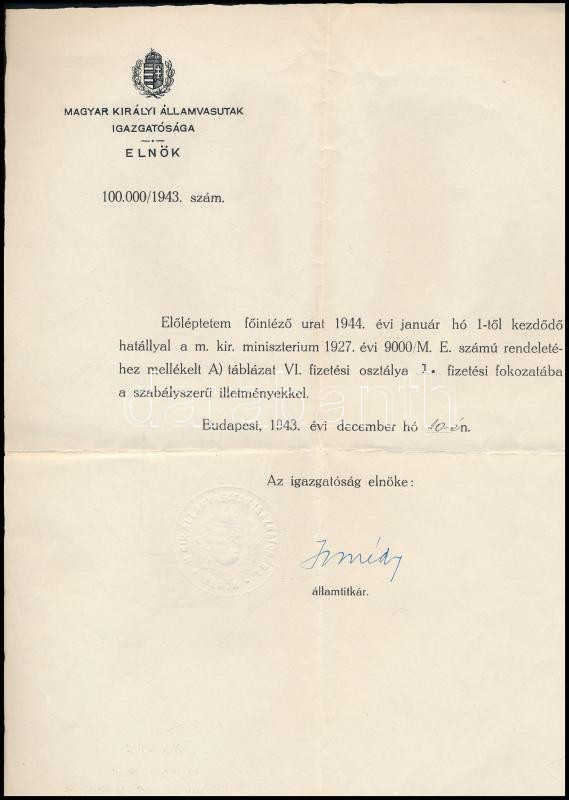 MAGYAR KIRÁLYI ÁLLAMVASUTAK
IGAZGATÓSÁGA
ELNÖK
100.000/1943. szám.
Előléptetem főintéző urat 1944. évi január hó 1-től kezdődő
hatállyal a m. kir. miniszterium 1927. évi 9000/M. E. számú rendeleté-
hez mellékelt A) táblázat VI. fizetési osztálya 1. fizetési fokozatába
a szabályszerű illetményekkel.
darabanth
Budapest, 1943. évi december hó 10-én.
Az igazgatóság elnöke:
államtitkár.
ELNÖK